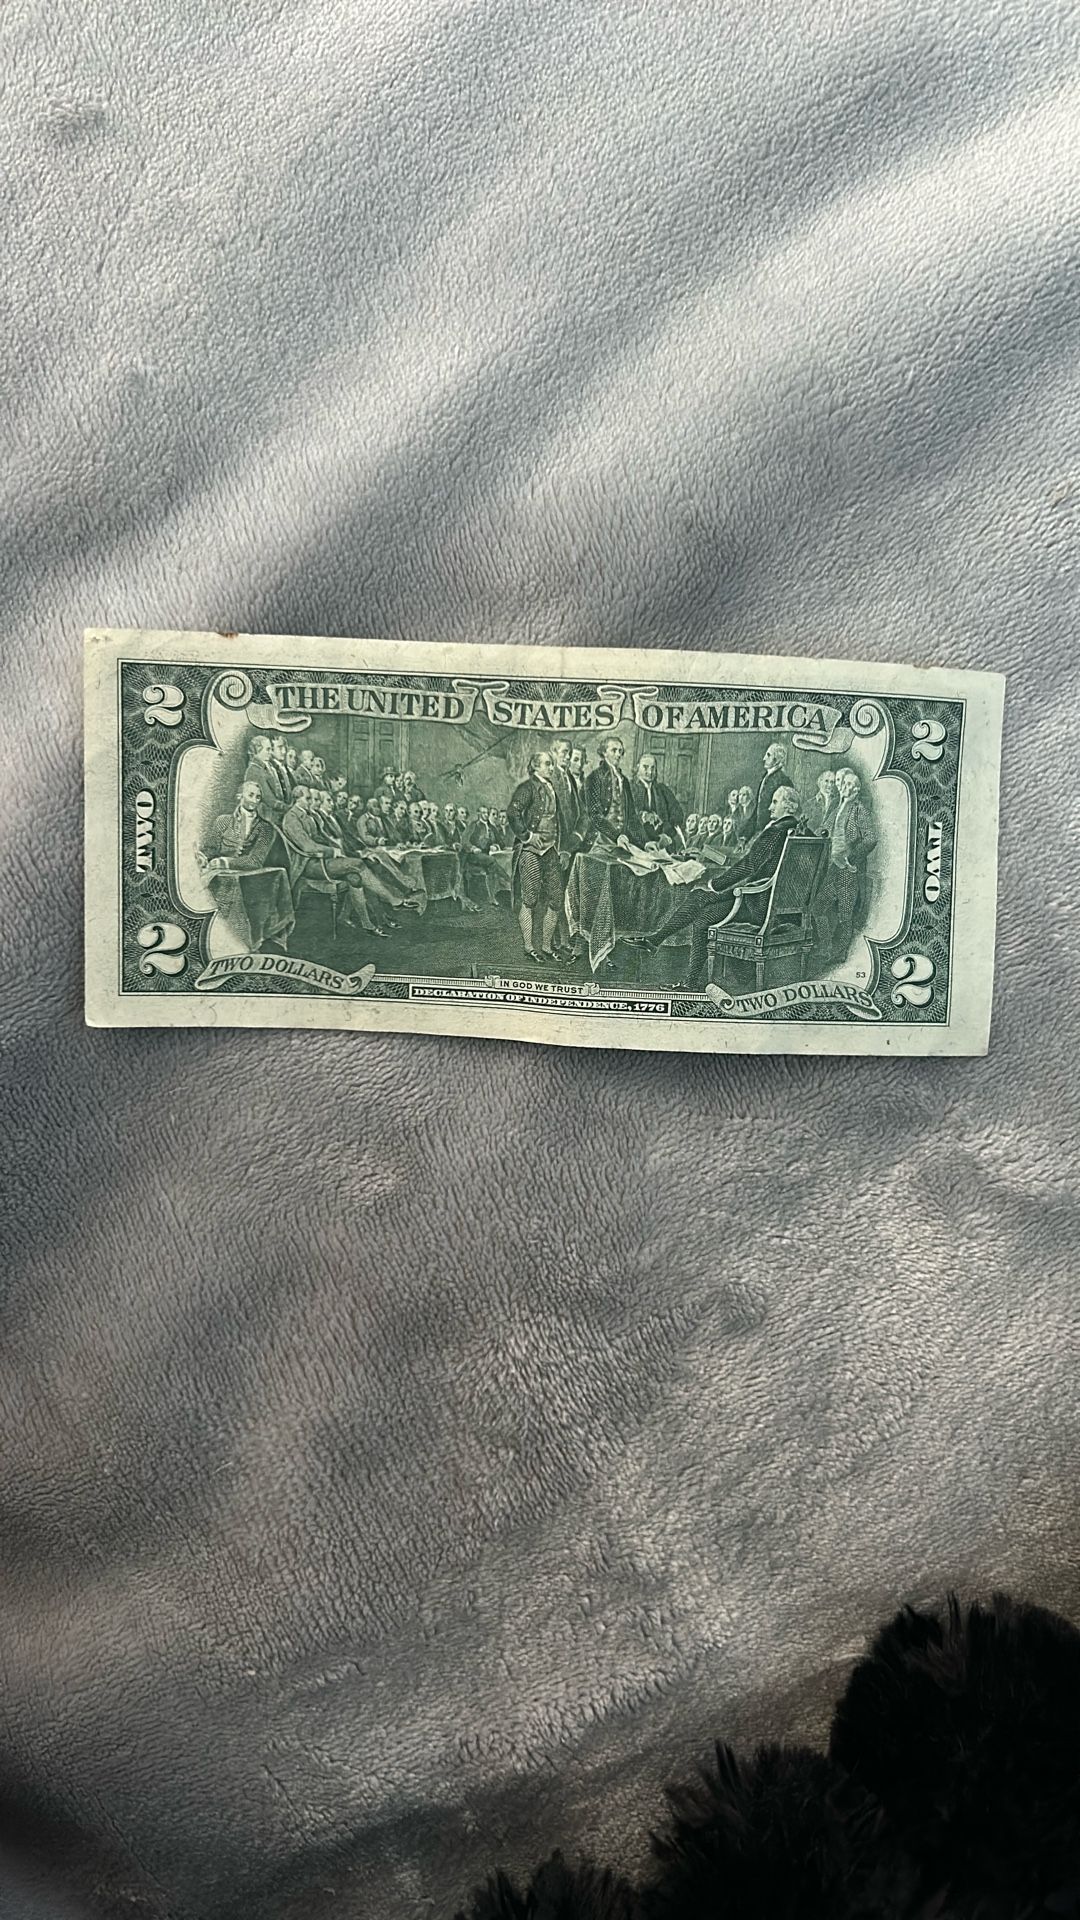 2 THE UNITED STATES OF AMERICA 2
TWO TWO
53
2 TWO DOLLARS IN GOD WE TRUST TWO DOLLARS 2
DECLARATION OF INDEPENDENCE, 1776